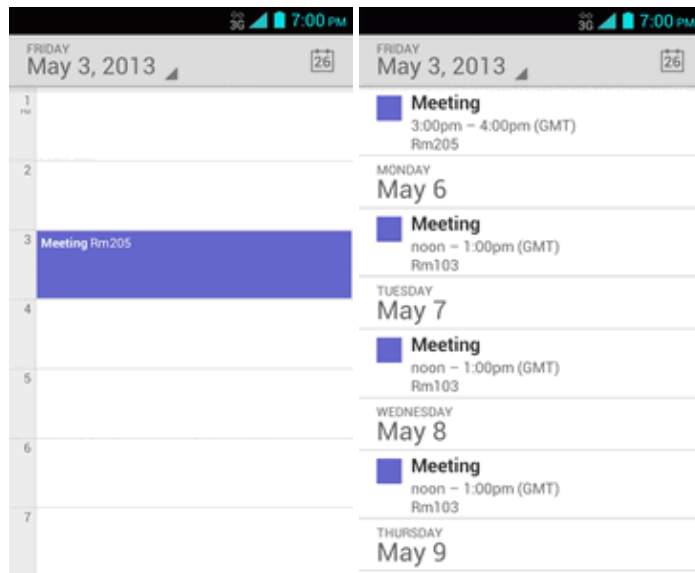 3G 7:00 PM
FRIDAY
May 3, 2013
26
1
PM
2
3 Meeting Rm205
4
5
6
7
3G 7:00 PM
FRIDAY
May 3, 2013
26
Meeting
3:00pm – 4:00pm (GMT)
Rm205
MONDAY
May 6
Meeting
noon – 1:00pm (GMT)
Rm103
TUESDAY
May 7
Meeting
noon – 1:00pm (GMT)
Rm103
WEDNESDAY
May 8
Meeting
noon – 1:00pm (GMT)
Rm103
THURSDAY
May 9